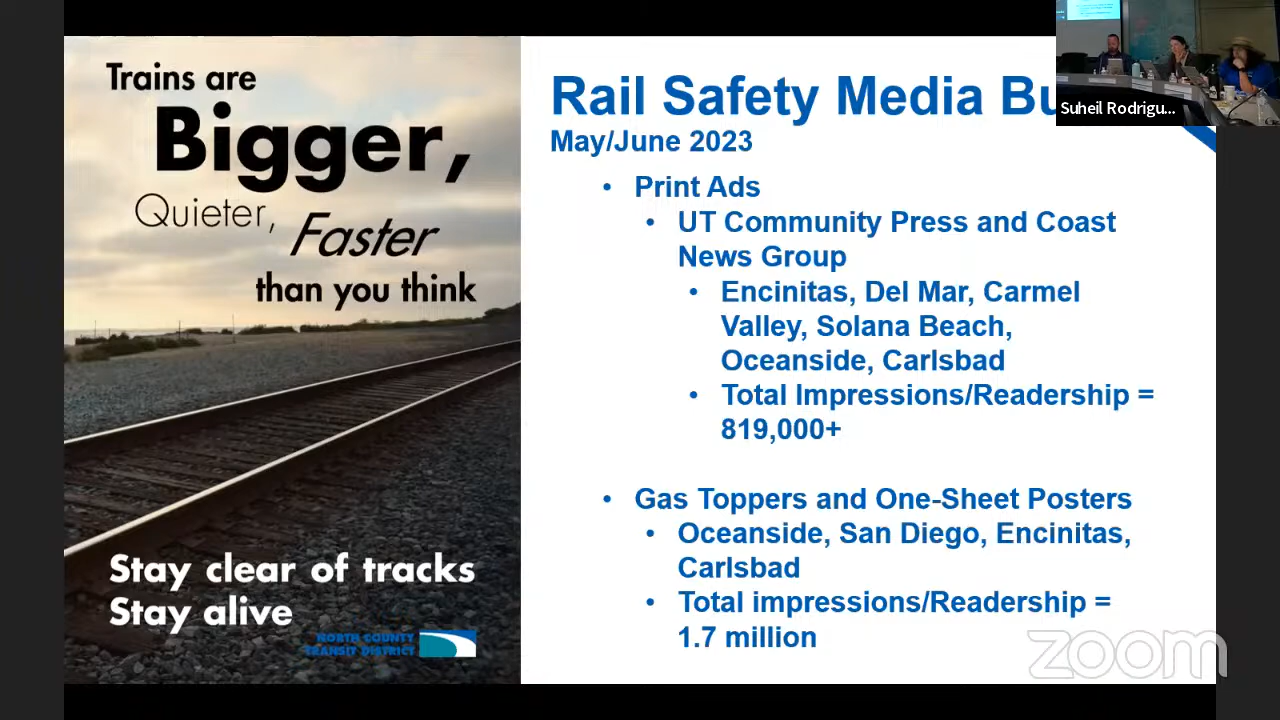 Trains are
Bigger,
Quieter,
Faster
than you think
Stay clear of tracks
Stay alive
NORTH COUNTY
TRANSIT DISTRICT
Rail Safety Media Bu
May/June 2023
• Print Ads
• UT Community Press and Coast
News Group
• Encinitas, Del Mar, Carmel
Valley, Solana Beach,
Oceanside, Carlsbad
• Total Impressions/Readership =
819,000+
• Gas Toppers and One-Sheet Posters
• Oceanside, San Diego, Encinitas,
Carlsbad
• Total impressions/Readership =
1.7 million
Suheil Rodrigu...
zoom